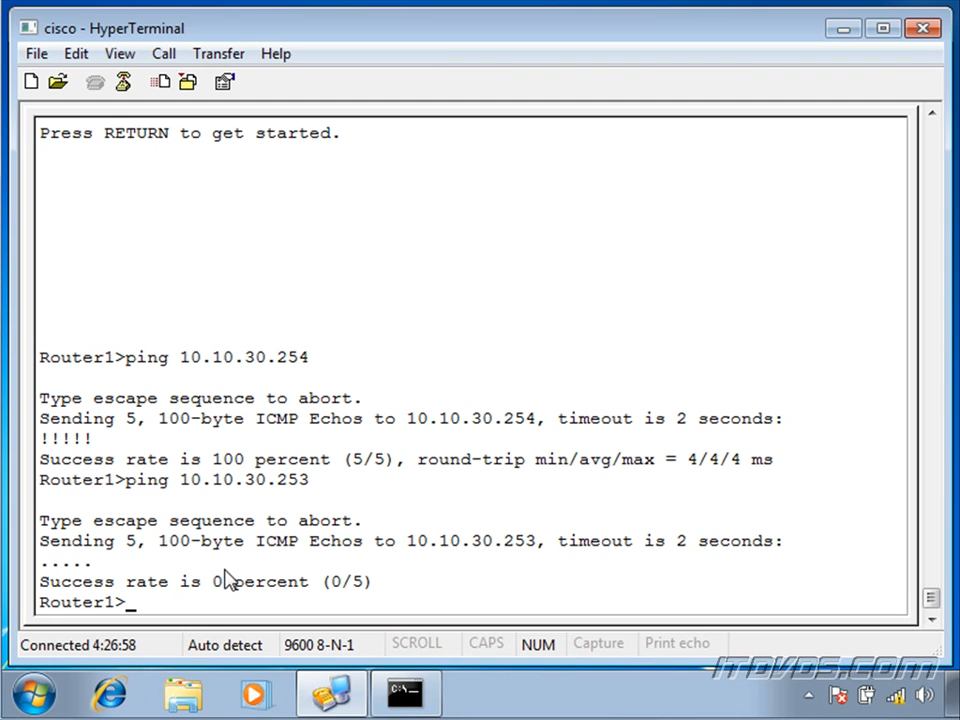 cisco - HyperTerminal
File Edit View Call Transfer Help
Press RETURN to get started.
Router1>ping 10.10.30.254
Type escape sequence to abort.
Sending 5, 100-byte ICMP Echos to 10.10.30.254, timeout is 2 seconds:
!!!!!
Success rate is 100 percent (5/5), round-trip min/avg/max = 4/4/4 ms
Router1>ping 10.10.30.253
Type escape sequence to abort.
Sending 5, 100-byte ICMP Echos to 10.10.30.253, timeout is 2 seconds:
.....
Success rate is 0 percent (0/5)
Router1>_
Connected 4:26:58 Auto detect 9600 8-N-1 SCROLL CAPS NUM Capture Print echo
ITDVDS.COM
C:\_